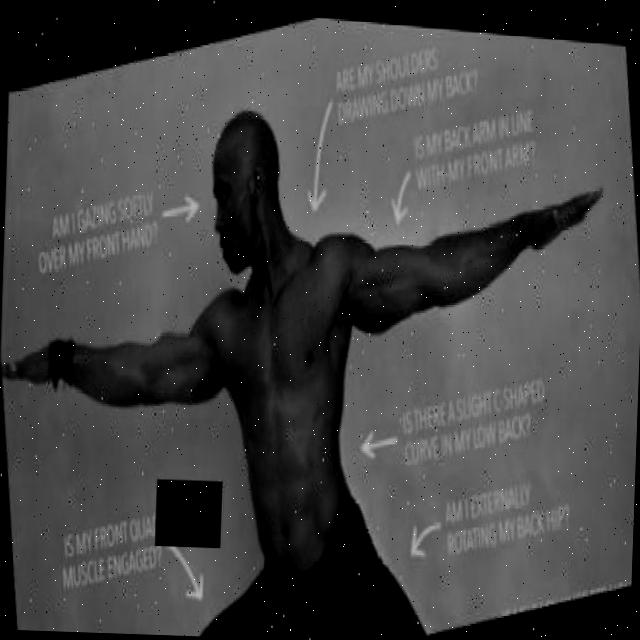 ARE MY SHOULDERS
DRAWING DOWN MY BACK?
IS MY BACK ARM IN LINE
WITH MY FRONT ARM?
AM I GAZING SOFTLY
OVER MY FRONT HAND?
IS THERE A SLIGHT C SHAPED
CURVE IN MY LOW BACK?
AM I EXTERNALLY
ROTATING MY BACK HIP?
IS MY FRONT
MUSCLE ENGAGED?